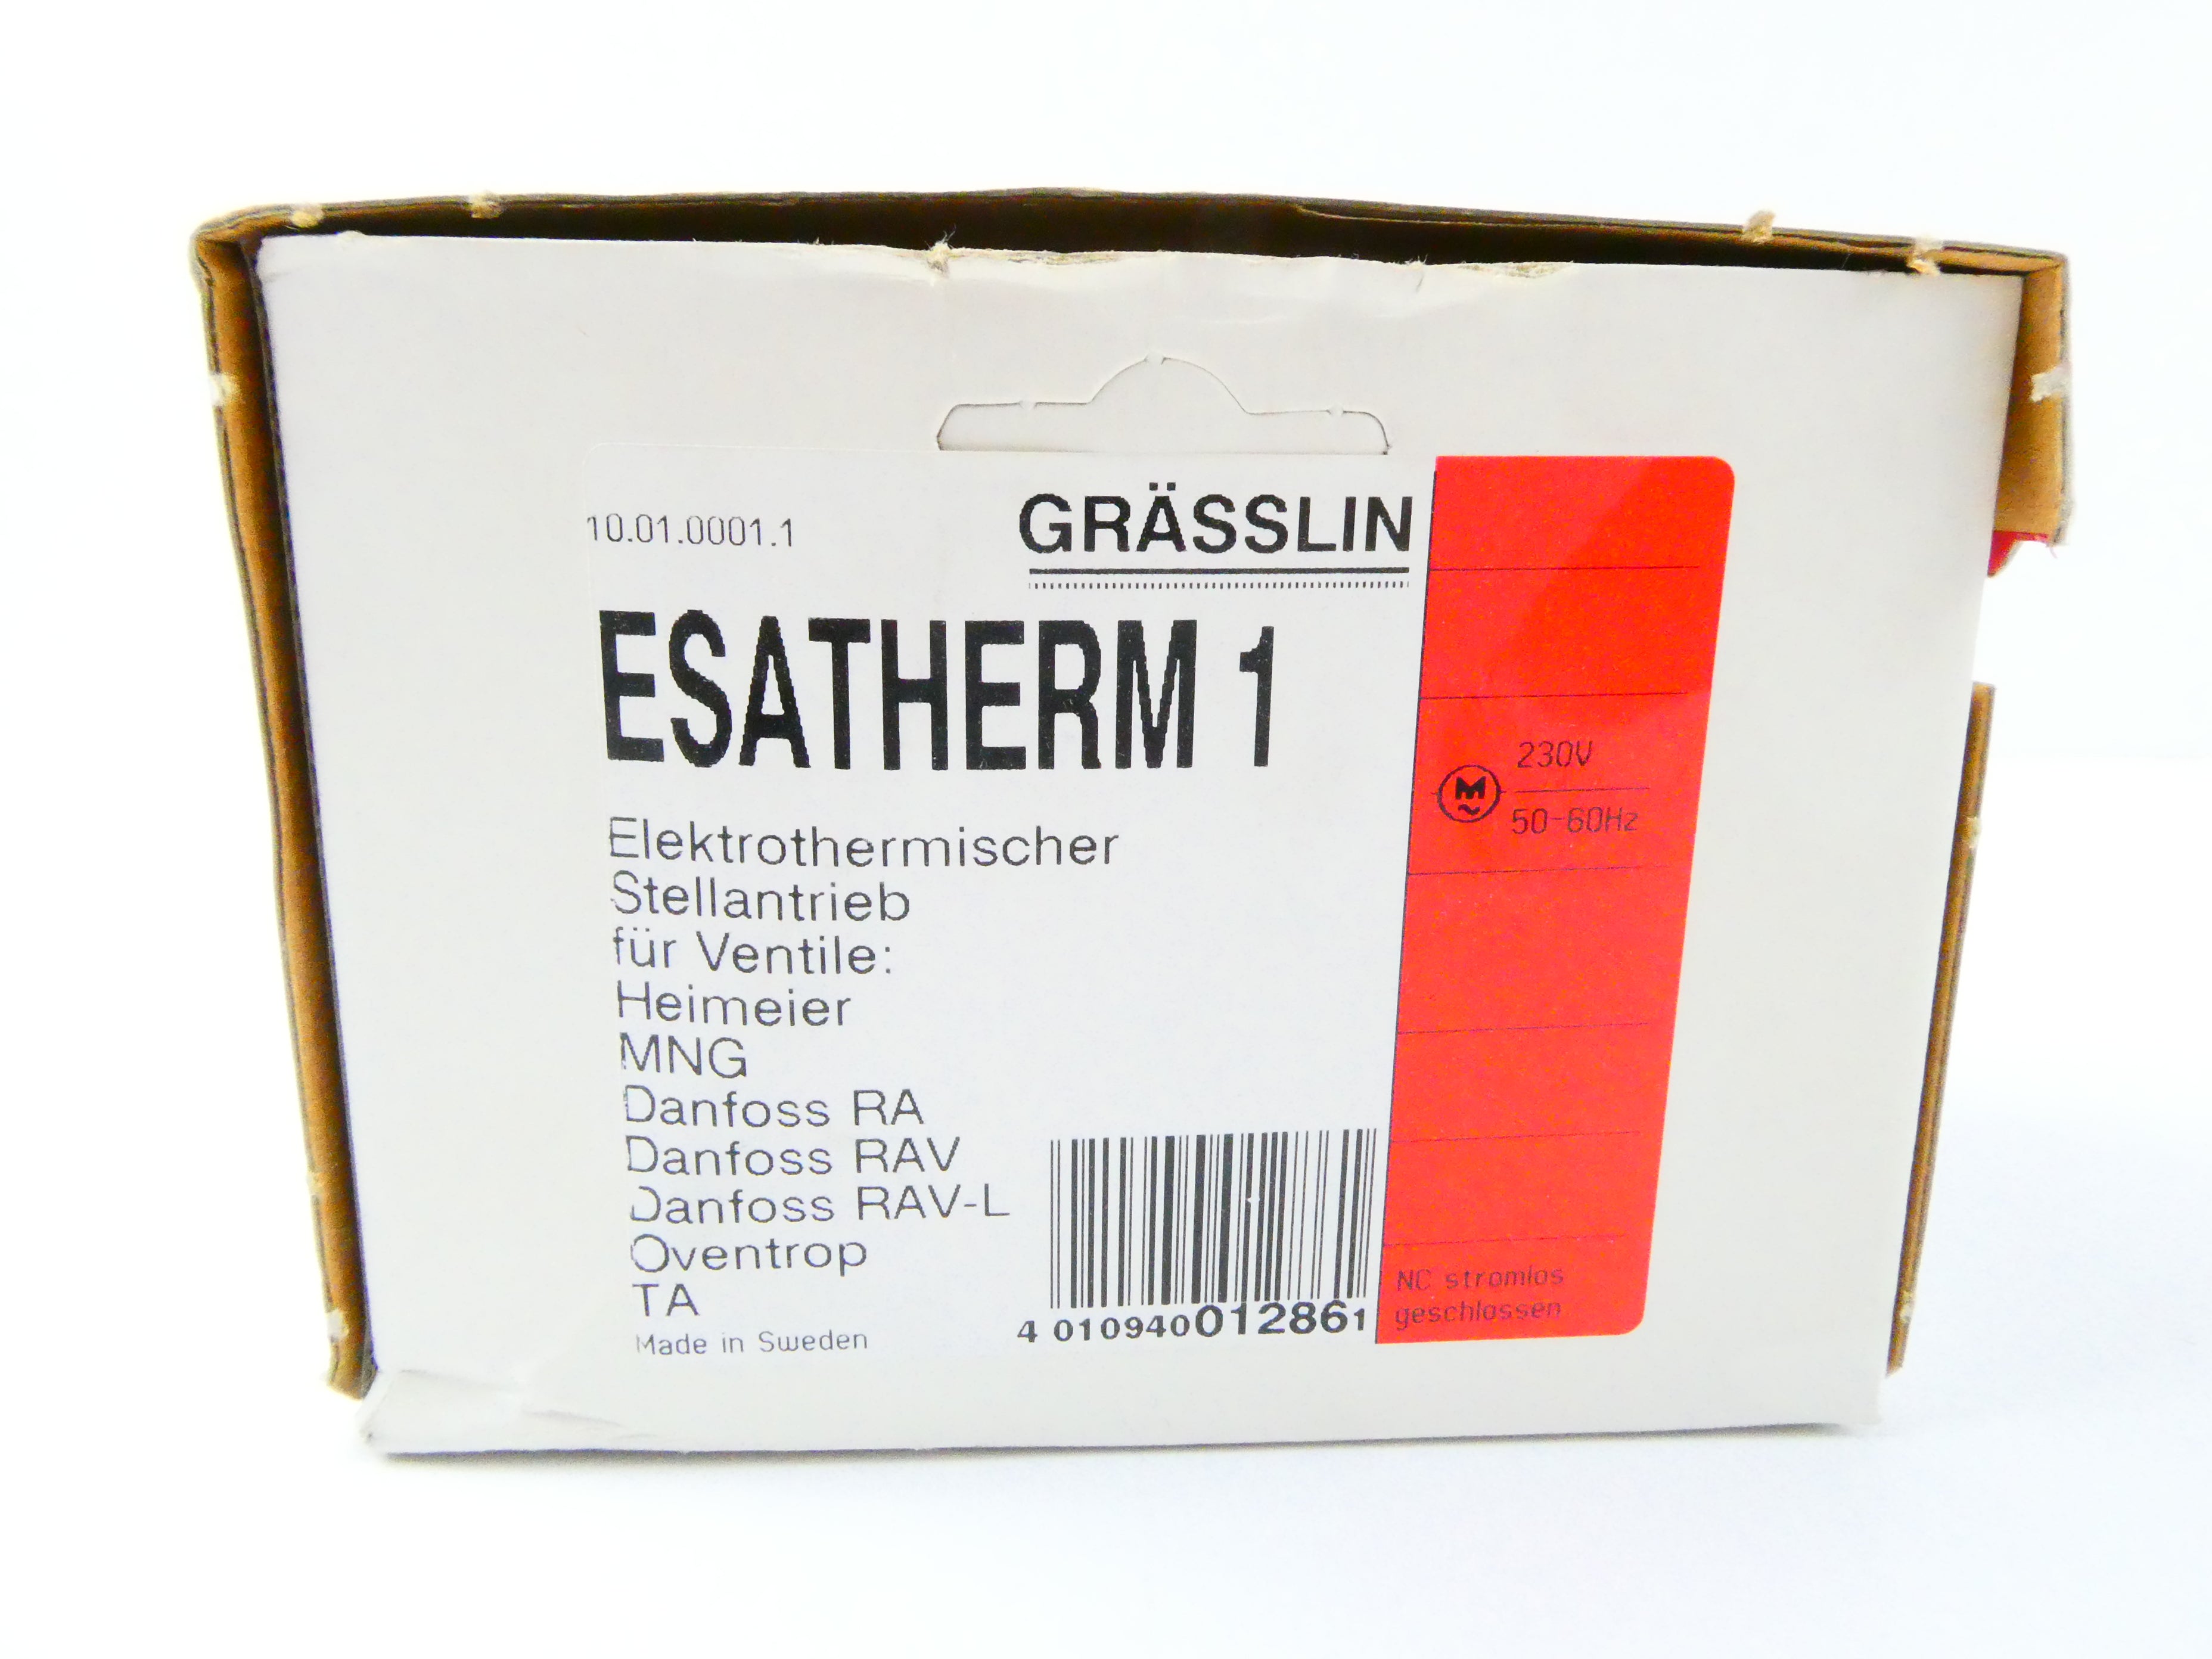 10.01.0001.1
GRÄSSLIN
ESATHERM 1
Elektrothermischer
Stellantrieb
für Ventile:
Heimeier
MNG
Danfoss RA
Danfoss RAV
Danfoss RAV-L
Oventrop
TA
Made in Sweden
4 010940 012861
M
~
230V
50-60Hz
NC stromlos
geschlossen